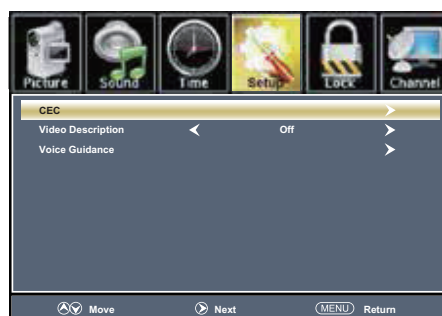 Picture Sound Time Setup Lock Channel
CEC
Video Description Off
Voice Guidance
Move Next MENU Return